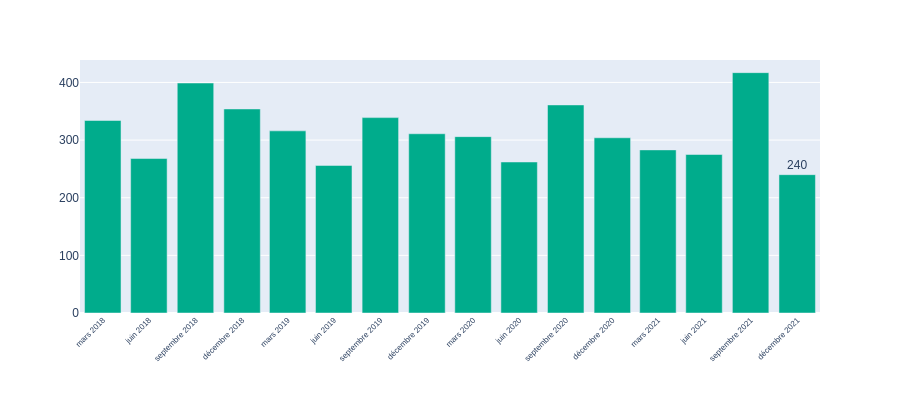 400
300
200
100
0
240
mars 2018
juin 2018
septembre 2018
décembre 2018
mars 2019
juin 2019
septembre 2019
décembre 2019
mars 2020
juin 2020
septembre 2020
décembre 2020
mars 2021
juin 2021
septembre 2021
décembre 2021